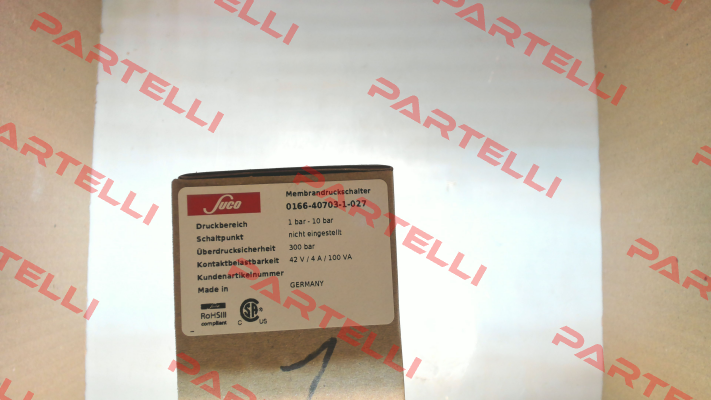 Suco
Membrandruckschalter
0166-40703-1-027
Druckbereich 1 bar - 10 bar
Schaltpunkt nicht eingestellt
Überdrucksicherheit 300 bar
Kontaktbelastbarkeit 42 V / 4 A / 100 VA
Kundenartikelnummer
Made in GERMANY
RoHSIII
compliant
CSA
C US
1
PARTELLI
PARTELLI
PARTELLI
PARTELLI
PARTELLI
PARTELLI
PARTELLI
PARTELLI
PARTELLI